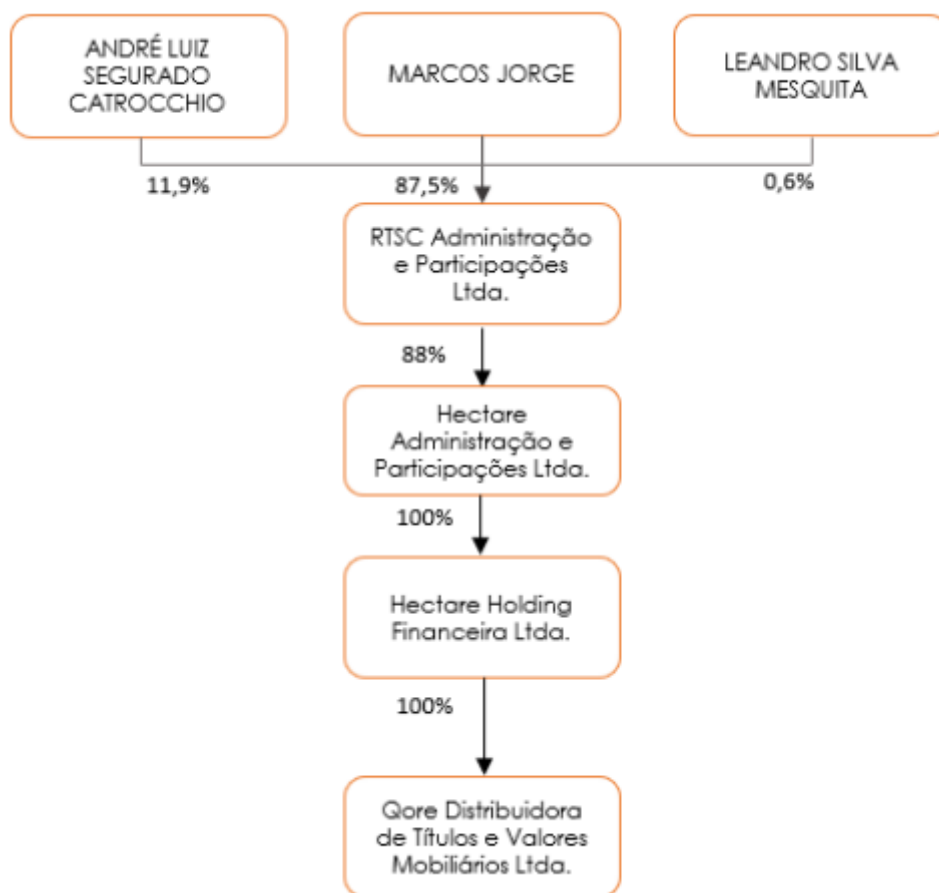 ANDRÉ LUIZ
SEGURADO
CATROCCHIO
MARCOS JORGE
LEANDRO SILVA
MESQUITA
11,9%
87,5%
0,6%
RTSC Administração
e Participações
Ltda.
88%
Hectare
Administração e
Participações Ltda.
100%
Hectare Holding
Financeira Ltda.
100%
Qore Distribuidora
de Títulos e Valores
Mobiliários Ltda.